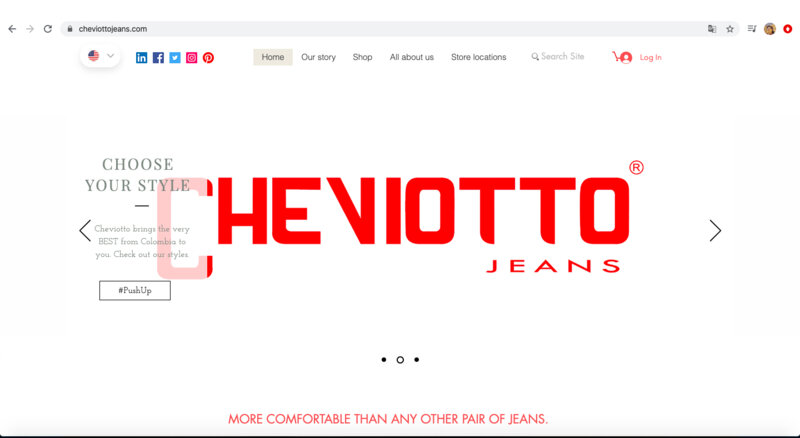 cheviottojeans.com
Home Our story Shop All about us Store locations Search Site Log In
CHOOSE
YOUR STYLE
Cheviotto brings the very
BEST from Colombia to
you. Check out our styles.
#PushUp
CHEVIOTTO ®
JEANS
MORE COMFORTABLE THAN ANY OTHER PAIR OF JEANS.